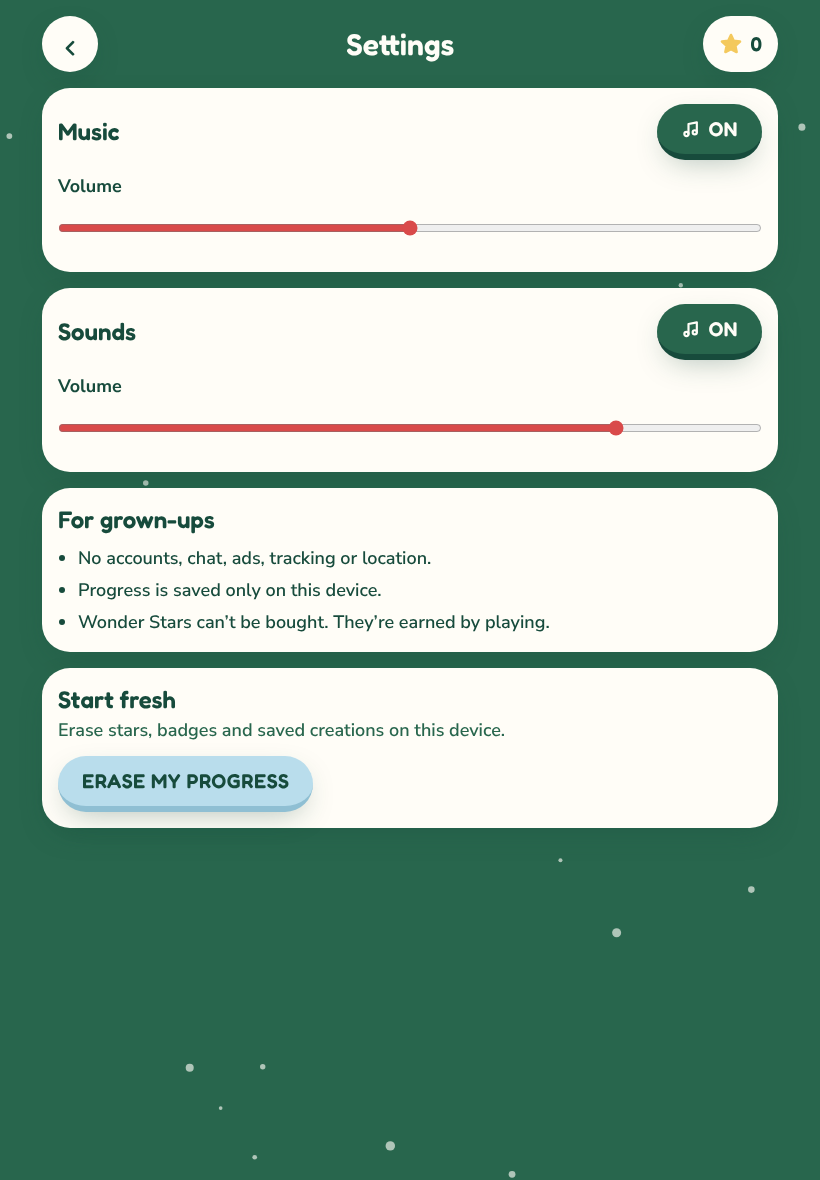 Settings
0
Music
ON
Volume
Sounds
ON
Volume
For grown-ups
• No accounts, chat, ads, tracking or location.
• Progress is saved only on this device.
• Wonder Stars can’t be bought. They’re earned by playing.
Start fresh
Erase stars, badges and saved creations on this device.
ERASE MY PROGRESS